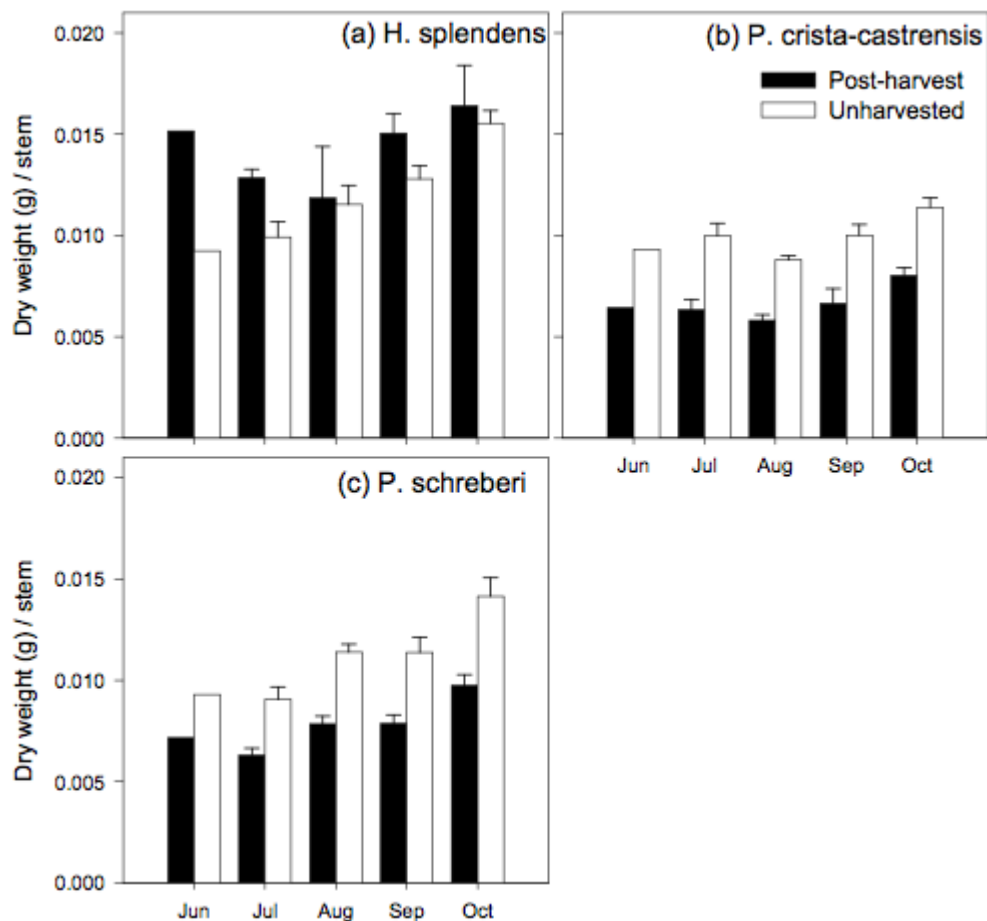 (a) H. splendens
0.020
0.015
0.010
0.005
0.000
Dry weight (g) / stem
(b) P. crista-castrensis
Post-harvest
Unharvested
Jun Jul Aug Sep Oct
(c) P. schreberi
0.020
0.015
0.010
0.005
0.000
Dry weight (g) / stem
Jun Jul Aug Sep Oct